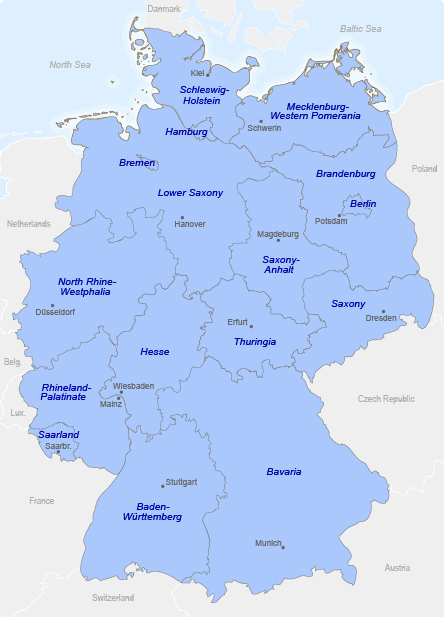 Denmark
Baltic Sea
North Sea
Kiel
Schleswig-
Holstein
Mecklenburg-
Western Pomerania
Schwerin
Hamburg
Bremen
Brandenburg
Poland
Lower Saxony
Berlin
Potsdam
Netherlands
Hanover
Magdeburg
Saxony-
Anhalt
North Rhine-
Westphalia
Düsseldorf
Saxony
Dresden
Erfurt
Thuringia
Hesse
Belg.
Rhineland-
Palatinate
Wiesbaden
Mainz
Czech Republic
Lux.
Saarland
Saarbr.
Bavaria
Stuttgart
France
Baden-
Württemberg
Munich
Austria
Switzerland